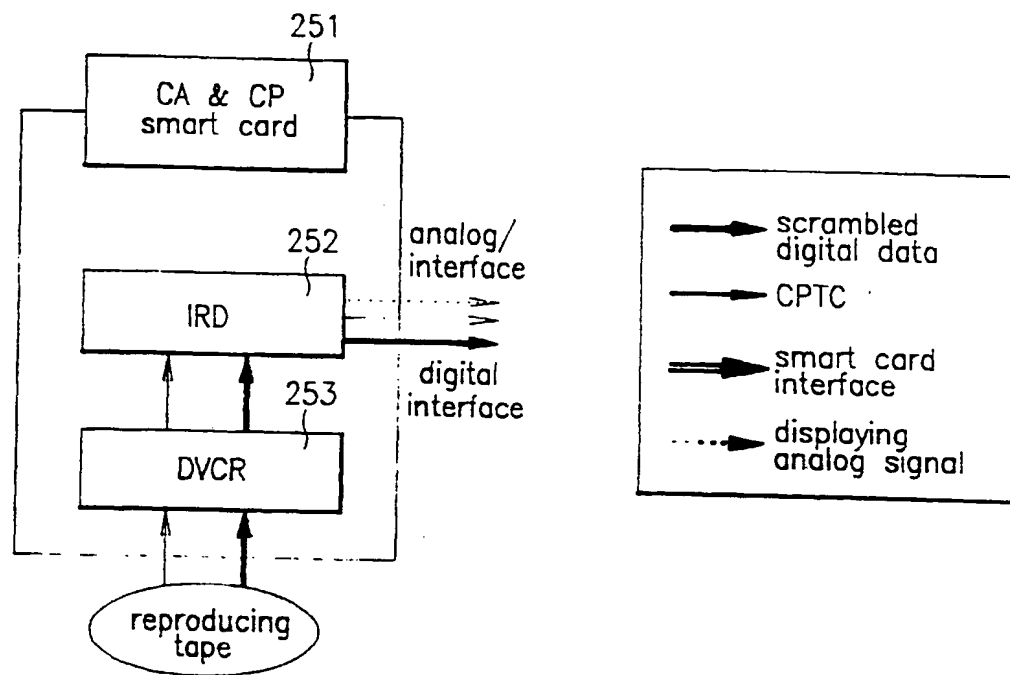 251
CA & CP
smart card
252
IRD
analog/
interface
digital
interface
253
DVCR
reproducing
tape
scrambled
digital data
CPTC
smart card
interface
displaying
analog signal